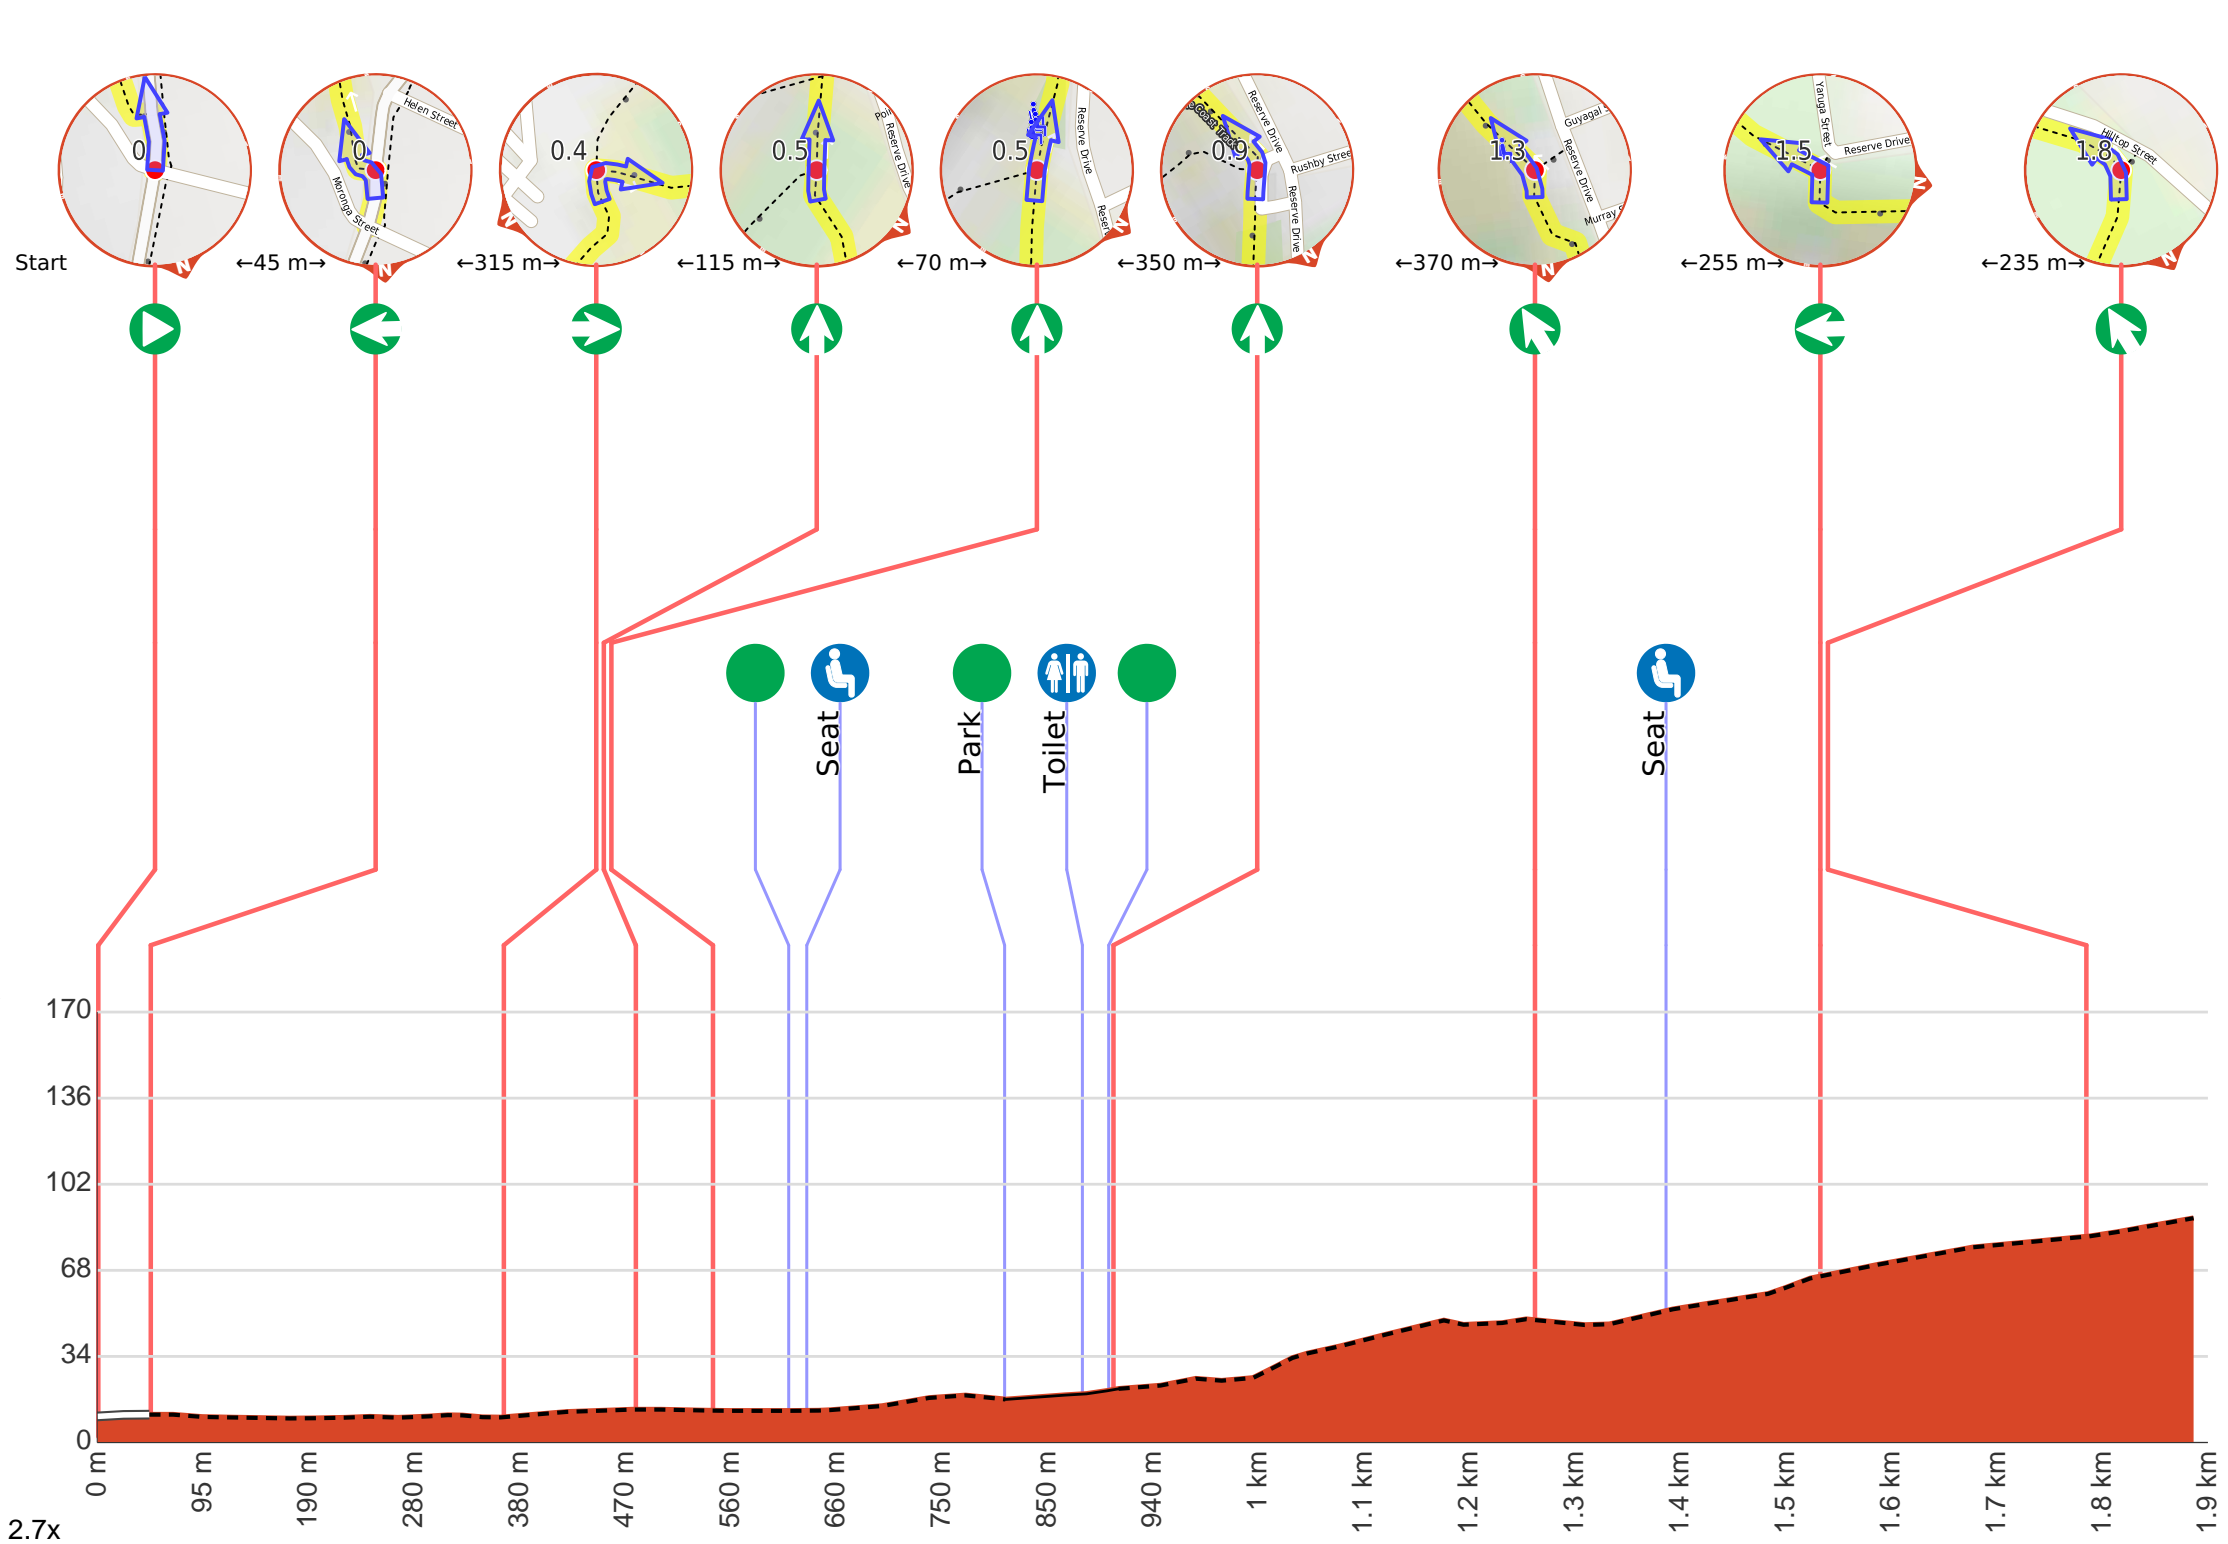 Helen Street
Moronga Street
Reserve Drive
Reserve Drive
Reserve Drive
Rushby Stree
Reserve Drive
Guyagal S
Reserve Drive
Murray S
Yaruga Street
Reserve Drive
Hilltop Street
0
0
0.4
0.5
0.5
0.9
1.3
1.5
1.8
N
N
N
N
N
N
N
N
N
Start
←45 m→
←315 m→
←115 m→
←70 m→
←350 m→
←370 m→
←255 m→
←235 m→
Seat
Park
Toilet
Seat
170
136
102
68
34
0
0 m
95 m
190 m
280 m
380 m
470 m
560 m
660 m
750 m
850 m
940 m
1 km
1.1 km
1.2 km
1.3 km
1.4 km
1.5 km
1.6 km
1.7 km
1.8 km
1.9 km
2.7x